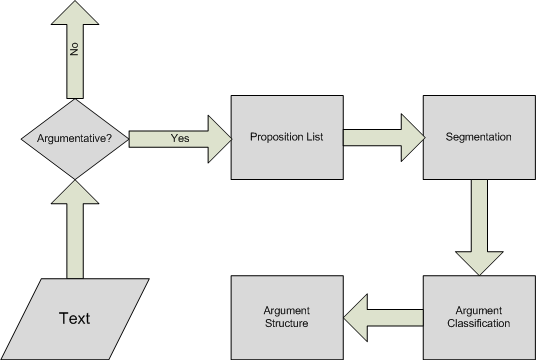 No
Argumentative?
Yes
Proposition List
Segmentation
Text
Argument
Structure
Argument
Classification